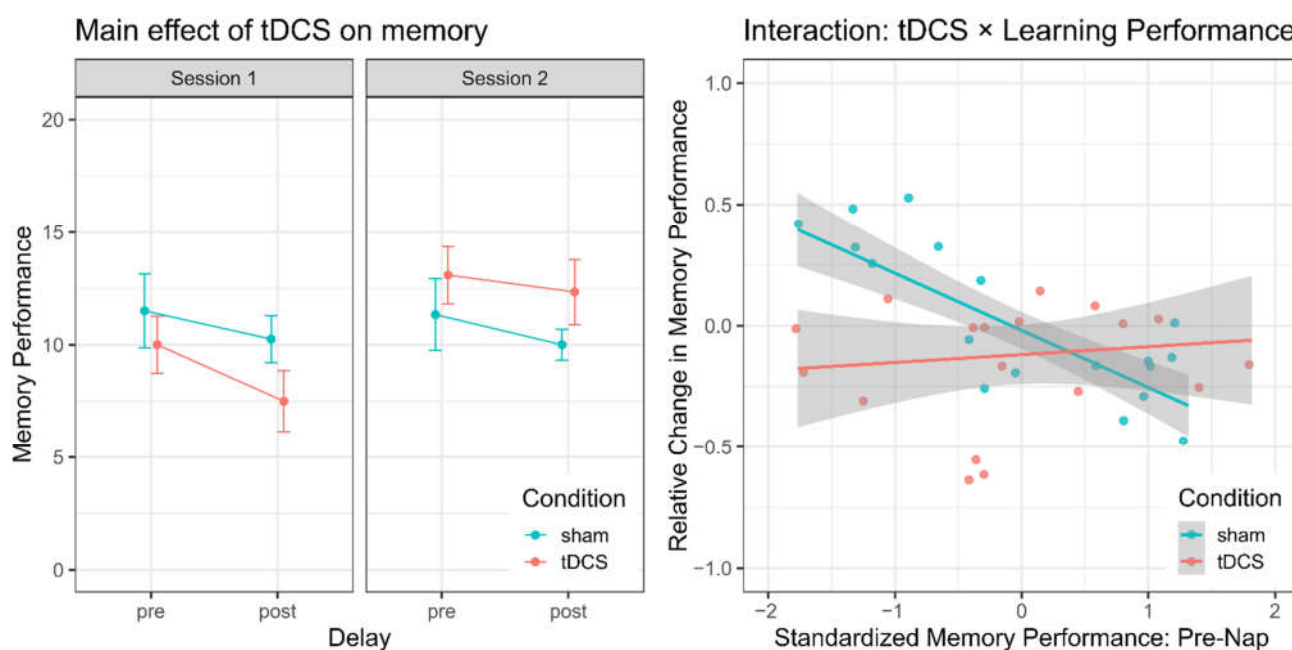 Main effect of tDCS on memory
Session 1
Session 2
20
15
10
5
0
Memory Performance
pre
post
pre
post
Delay
Condition
sham
tDCS
Interaction: tDCS × Learning Performance
1.0
0.5
0.0
−0.5
−1.0
Relative Change in Memory Performance
−2
−1
0
1
2
Standardized Memory Performance: Pre-Nap
Condition
sham
tDCS